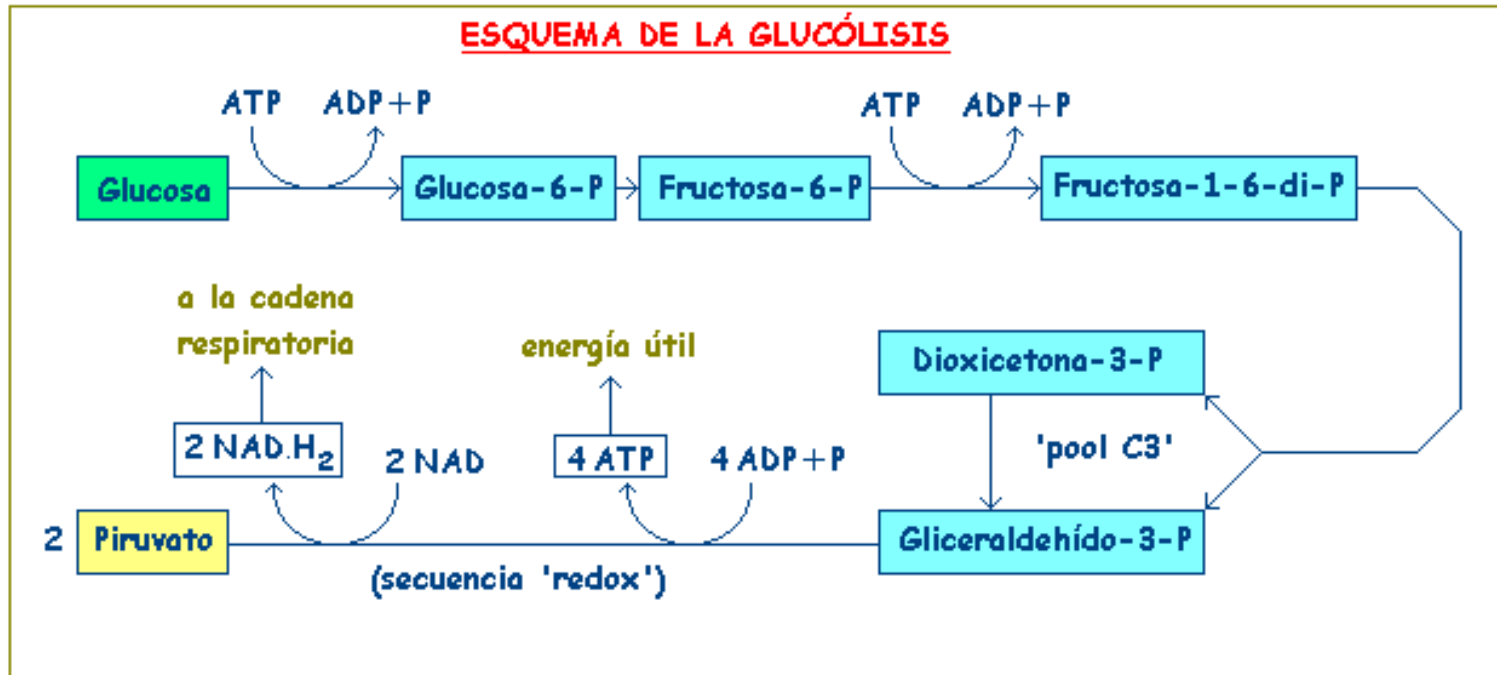 ESQUEMA DE LA GLUCÓLISIS
ATP ADP+P ATP ADP+P
Glucosa Glucosa-6-P Fructosa-6-P Fructosa-1-6-di-P
a la cadena
respiratoria
energía útil
Dioxicetona-3-P
2 NAD.H2 2 NAD 4 ATP 4 ADP+P 'pool C3'
2 Piruvato Gliceraldehído-3-P
(secuencia 'redox')